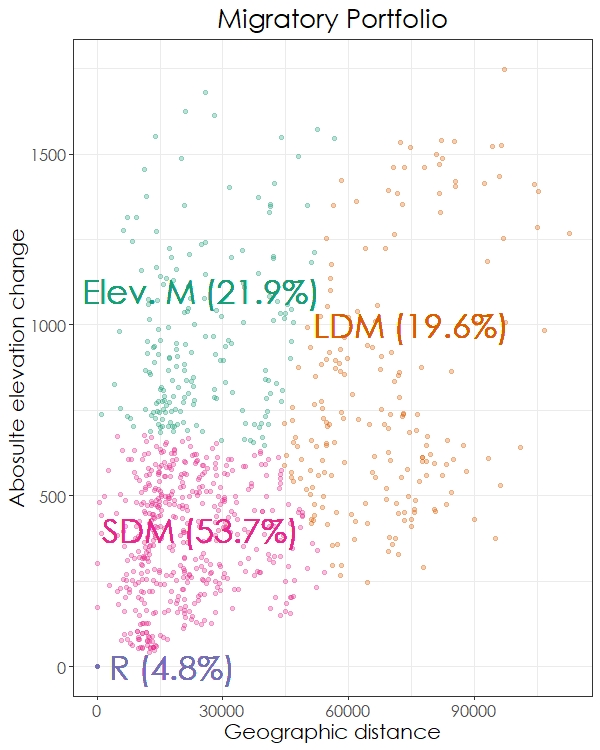 Migratory Portfolio
Abosulte elevation change
1500
1000
500
0
Elev. M (21.9%)
LDM (19.6%)
SDM (53.7%)
R (4.8%)
0 30000 60000 90000
Geographic distance